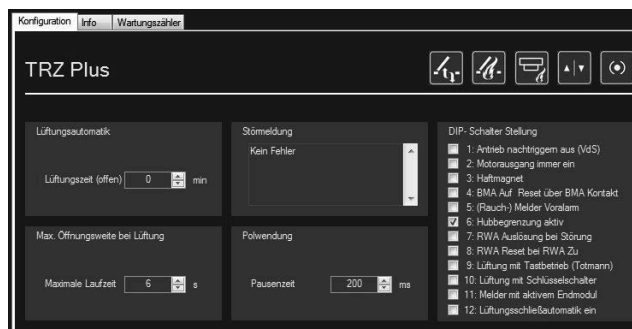 Konfiguration Info Wartungszähler
TRZ Plus
Lüftungsautomatik
Lüftungszeit (offen) 0 min
Störmeldung
Kein Fehler
DIP- Schalter Stellung
1: Antrieb nachtriggern aus (VdS)
2: Motorausgang immer ein
3: Haftmagnet
4: BMA Auf Reset über BMA Kontakt
5: (Rauch-) Melder Voralarm
6: Hubbegrenzung aktiv
7: RWA Auslösung bei Störung
8: RWA Reset bei RWA Zu
9: Lüftung mit Tastbetrieb (Totmann)
10: Lüftung mit Schlüsselschalter
11: Melder mit aktivem Endmodul
12: Lüftungsschließautomatik ein
Max. Öffnungsweite bei Lüftung
Maximale Laufzeit 6 s
Polwendung
Pausenzeit 200 ms